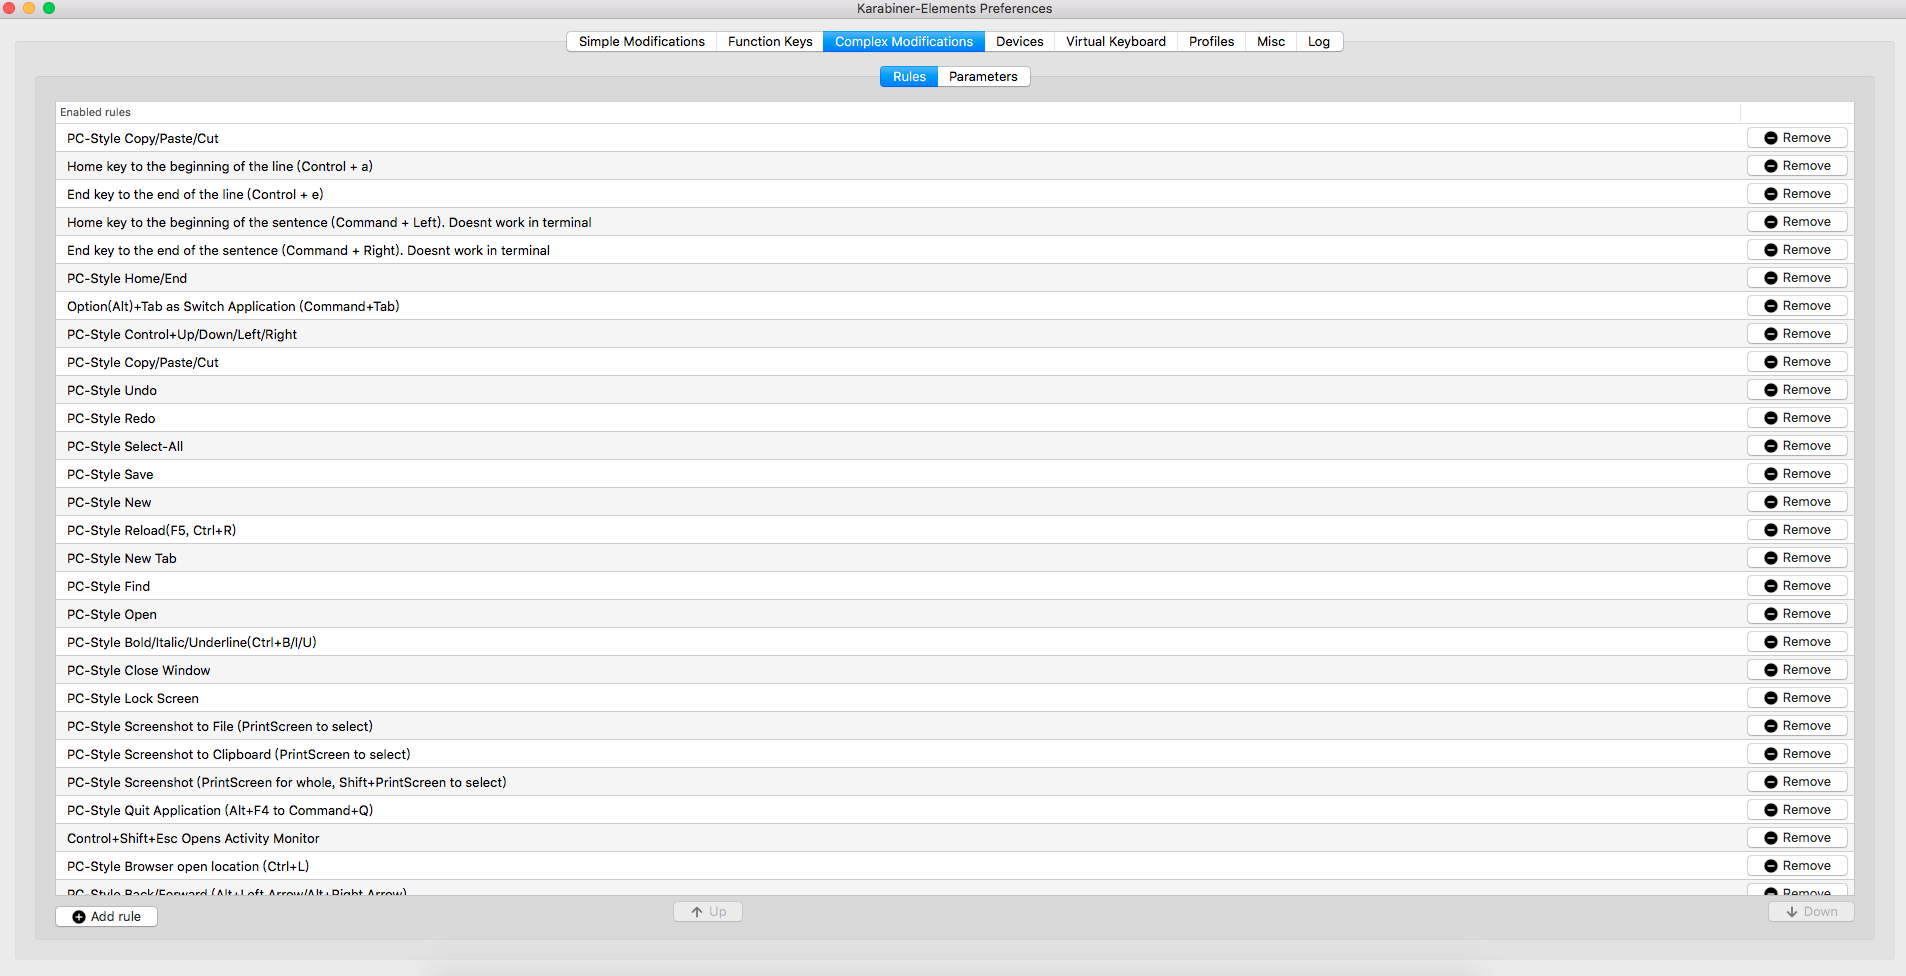 Karabiner-Elements Preferences
Simple Modifications Function Keys Complex Modifications Devices Virtual Keyboard Profiles Misc Log
Rules Parameters
Enabled rules
PC-Style Copy/Paste/Cut Remove
Home key to the beginning of the line (Control + a) Remove
End key to the end of the line (Control + e) Remove
Home key to the beginning of the sentence (Command + Left). Doesnt work in terminal Remove
End key to the end of the sentence (Command + Right). Doesnt work in terminal Remove
PC-Style Home/End Remove
Option(Alt)+Tab as Switch Application (Command+Tab) Remove
PC-Style Control+Up/Down/Left/Right Remove
PC-Style Copy/Paste/Cut Remove
PC-Style Undo Remove
PC-Style Redo Remove
PC-Style Select-All Remove
PC-Style Save Remove
PC-Style New Remove
PC-Style Reload(F5, Ctrl+R) Remove
PC-Style New Tab Remove
PC-Style Find Remove
PC-Style Open Remove
PC-Style Bold/Italic/Underline(Ctrl+B/I/U) Remove
PC-Style Close Window Remove
PC-Style Lock Screen Remove
PC-Style Screenshot to File (PrintScreen to select) Remove
PC-Style Screenshot to Clipboard (PrintScreen to select) Remove
PC-Style Screenshot (PrintScreen for whole, Shift+PrintScreen to select) Remove
PC-Style Quit Application (Alt+F4 to Command+Q) Remove
Control+Shift+Esc Opens Activity Monitor Remove
PC-Style Browser open location (Ctrl+L) Remove
PC-Style Back/Forward (Alt+Left Arrow/Alt+Right Arrow) Remove
Add rule Up Down